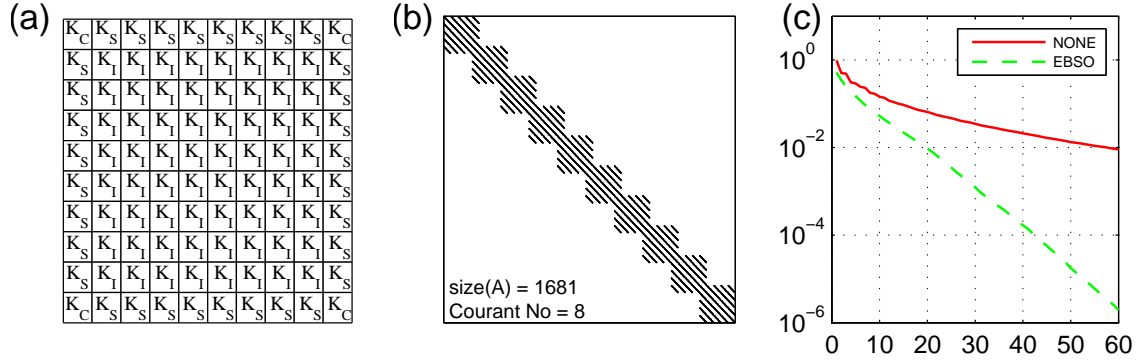 (a)
K_C K_S K_S K_S K_S K_S K_S K_S K_S K_C
K_S K_I K_I K_I K_I K_I K_I K_I K_I K_S
K_S K_I K_I K_I K_I K_I K_I K_I K_I K_S
K_S K_I K_I K_I K_I K_I K_I K_I K_I K_S
K_S K_I K_I K_I K_I K_I K_I K_I K_I K_S
K_S K_I K_I K_I K_I K_I K_I K_I K_I K_S
K_S K_I K_I K_I K_I K_I K_I K_I K_I K_S
K_S K_I K_I K_I K_I K_I K_I K_I K_I K_S
K_S K_I K_I K_I K_I K_I K_I K_I K_I K_S
K_C K_S K_S K_S K_S K_S K_S K_S K_S K_C
(b)
size(A) = 1681
Courant No = 8
(c)
NONE
EBSO
10^0
10^-2
10^-4
10^-6
0 10 20 30 40 50 60